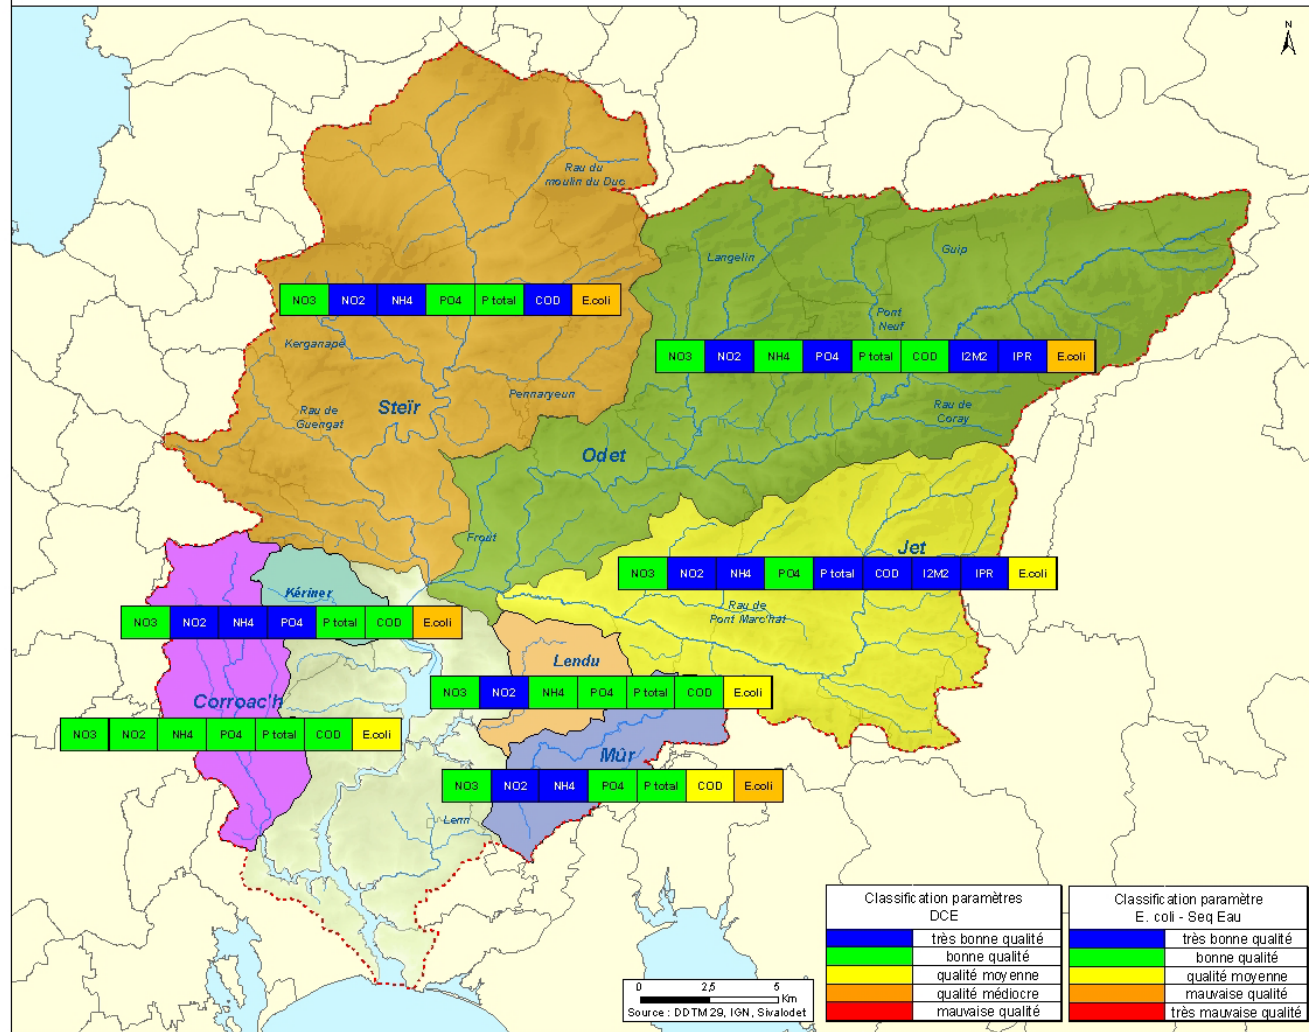 N
Rau du
moulin du Duc
Langelin
Guip
NO3 NO2 NH4 PO4 P total COD E.coli
Pont
Neuf
Kerganapé
NO3 NO2 NH4 PO4 P total COD I2M2 IPR E.coli
Pennaryeun
Steïr
Rau de
Guengat
Rau de
Coray
Odet
Frout
Jet
NO3 NO2 NH4 PO4 P total COD I2M2 IPR E.coli
Kériner
Rau de
Pont Marc'hat
NO3 NO2 NH4 PO4 P total COD E.coli
Lendu
NO3 NO2 NH4 PO4 P total COD E.coli
Corroac'h
NO3 NO2 NH4 PO4 P total COD E.coli
Mûr
NO3 NO2 NH4 PO4 P total COD E.coli
Lenn
Classification paramètres
DCE
très bonne qualité
bonne qualité
qualité moyenne
qualité médiocre
mauvaise qualité
Classification paramètre
E. coli - Seq Eau
très bonne qualité
bonne qualité
qualité moyenne
mauvaise qualité
très mauvaise qualité
0 2,5 5
Km
Source : DDTM 29, IGN, Sivalodet